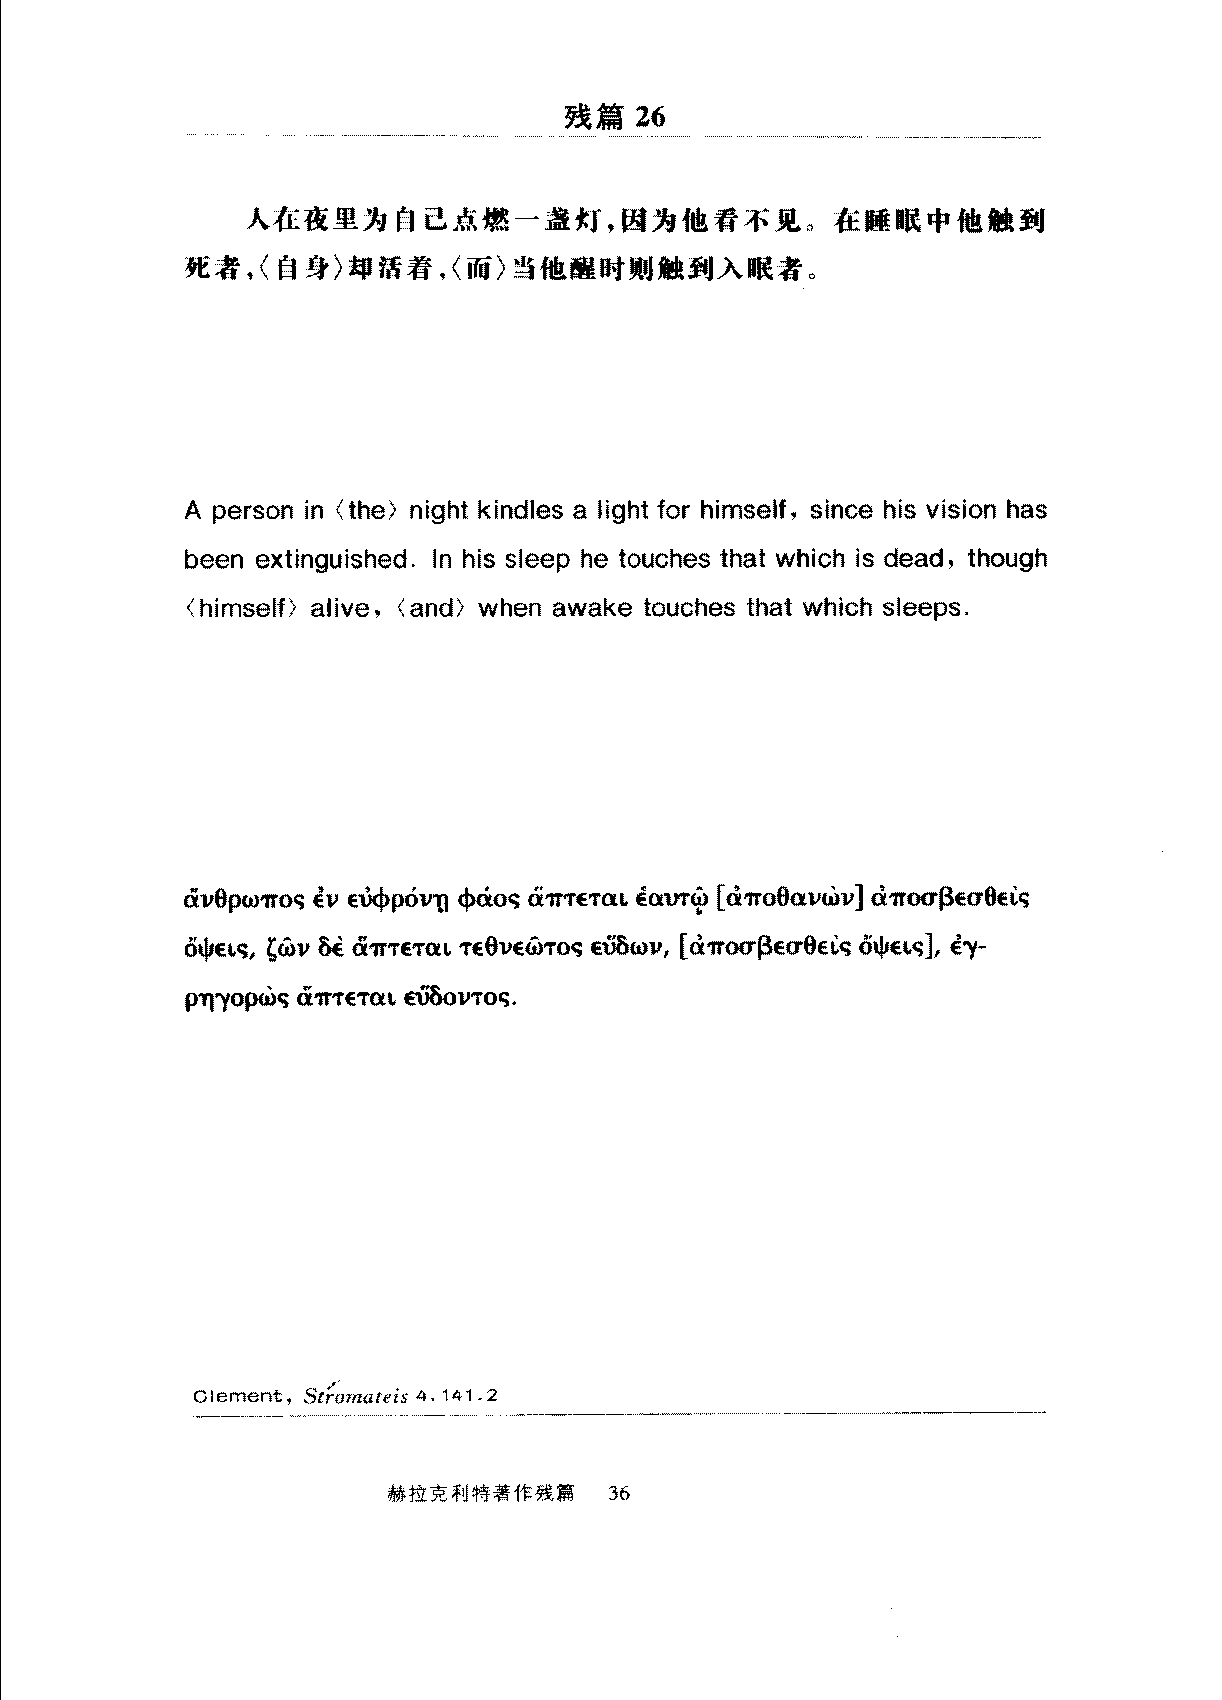 残篇 26
人在夜里为自己点燃一盏灯,因为他看不见。在睡眠中他触到
死者,〈自身〉却活着,〈而〉当他醒时则触到入眠者。
A person in 〈the〉 night kindles a light for himself, since his vision has
been extinguished. In his sleep he touches that which is dead, though
〈himself〉 alive, 〈and〉 when awake touches that which sleeps.
ἄνθρωπος ἐν εὐφρόνῃ φάος ἅπτεται ἑαυτῷ [ἀποθανὼν] ἀποσβεσθεὶς
ὄψεις, ζῶν δὲ ἅπτεται τεθνεῶτος εὕδων, [ἀποσβεσθεὶς ὄψεις], ἐγ-
ρηγορὼς ἅπτεται εὕδοντος.
Clement, Stromateis 4.141.2
赫拉克利特著作残篇 36